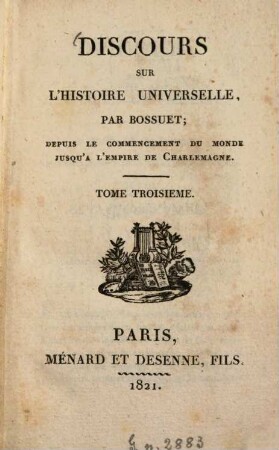 DISCOURS
SUR
L'HISTOIRE UNIVERSELLE,
PAR BOSSUET;
DEPUIS LE COMMENCEMENT DU MONDE
JUSQU'A L'EMPIRE DE CHARLEMAGNE.
TOME TROISIEME.
PARIS,
MÉNARD ET DESENNE, FILS.
1821.
G n. 2883